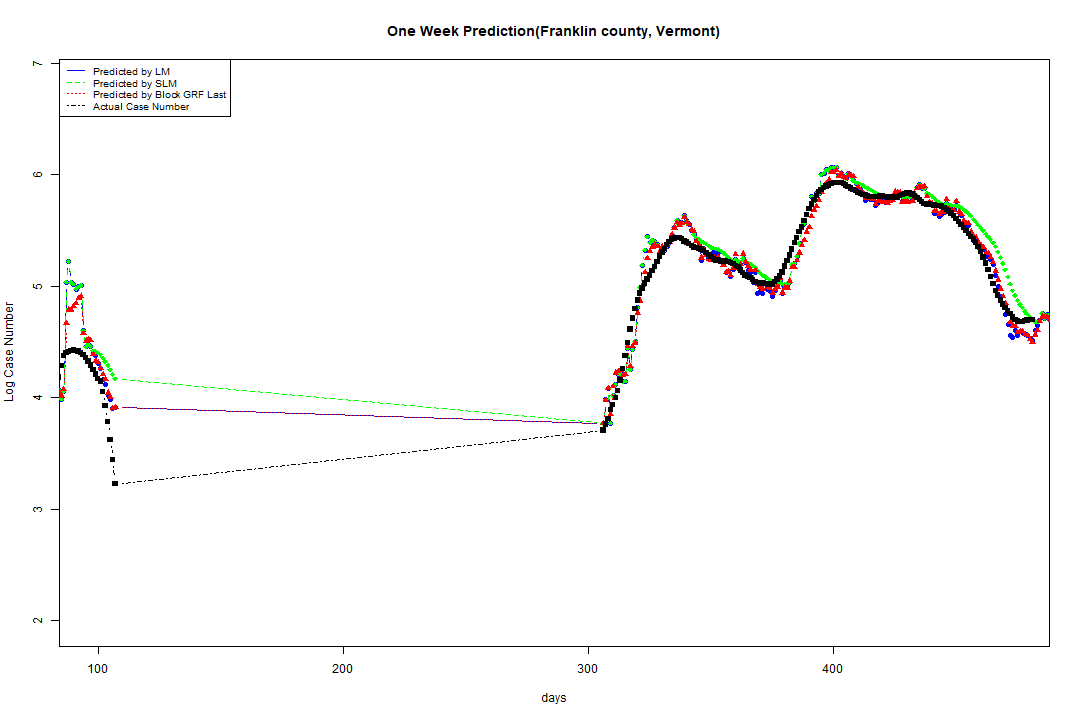 One Week Prediction(Franklin county, Vermont)
7
6
5
4
3
2
Log Case Number
Predicted by LM
Predicted by SLM
Predicted by Block GRF Last
Actual Case Number
100
200
300
400
days